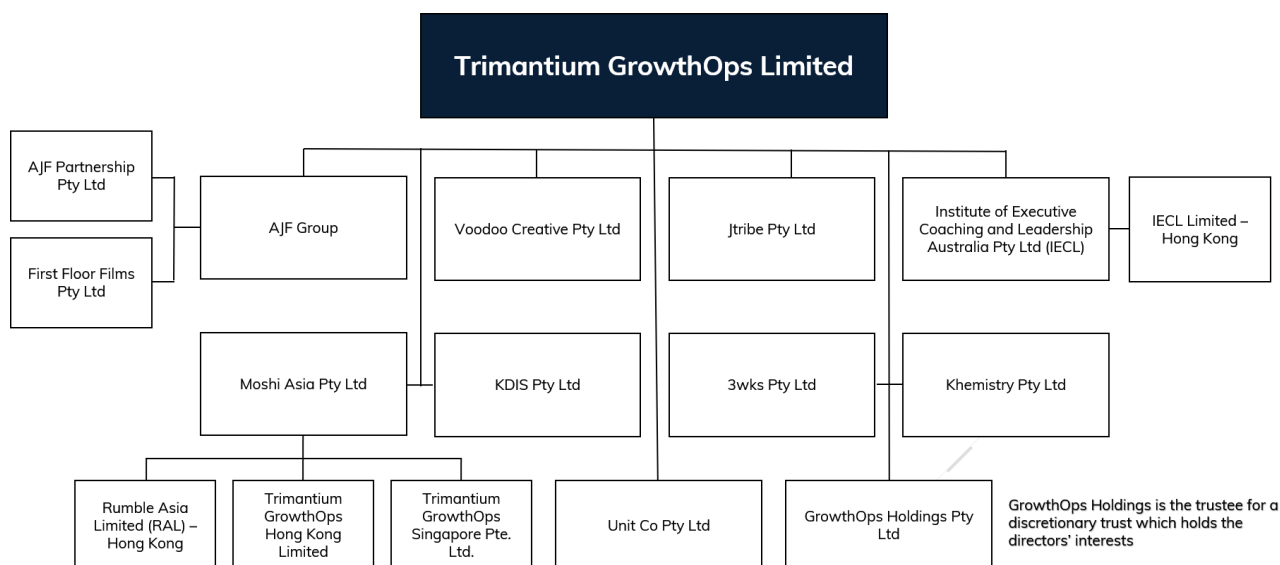 Trimantium GrowthOps Limited
AJF Partnership
Pty Ltd
First Floor Films
Pty Ltd
AJF Group
Voodoo Creative Pty Ltd
Jtribe Pty Ltd
Institute of Executive
Coaching and Leadership
Australia Pty Ltd (IECL)
IECL Limited –
Hong Kong
Moshi Asia Pty Ltd
KDIS Pty Ltd
3wks Pty Ltd
Khemistry Pty Ltd
Rumble Asia
Limited (RAL) –
Hong Kong
Trimantium
GrowthOps
Hong Kong
Limited
Trimantium
GrowthOps
Singapore Pte.
Ltd.
Unit Co Pty Ltd
GrowthOps Holdings Pty
Ltd
GrowthOps Holdings is the trustee for a
discretionary trust which holds the
directors’ interests